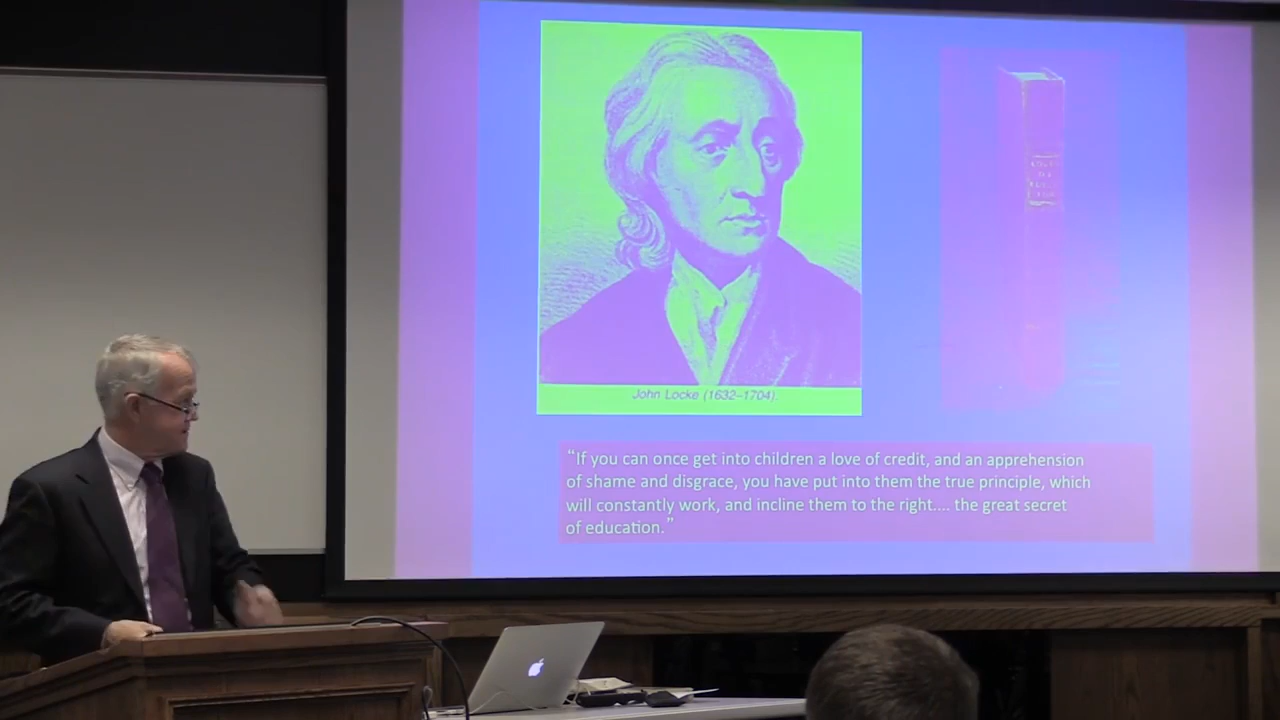 John Locke (1632–1704).
“If you can once get into children a love of credit, and an apprehension
of shame and disgrace, you have put into them the true principle, which
will constantly work, and incline them to the right.... the great secret
of education.”